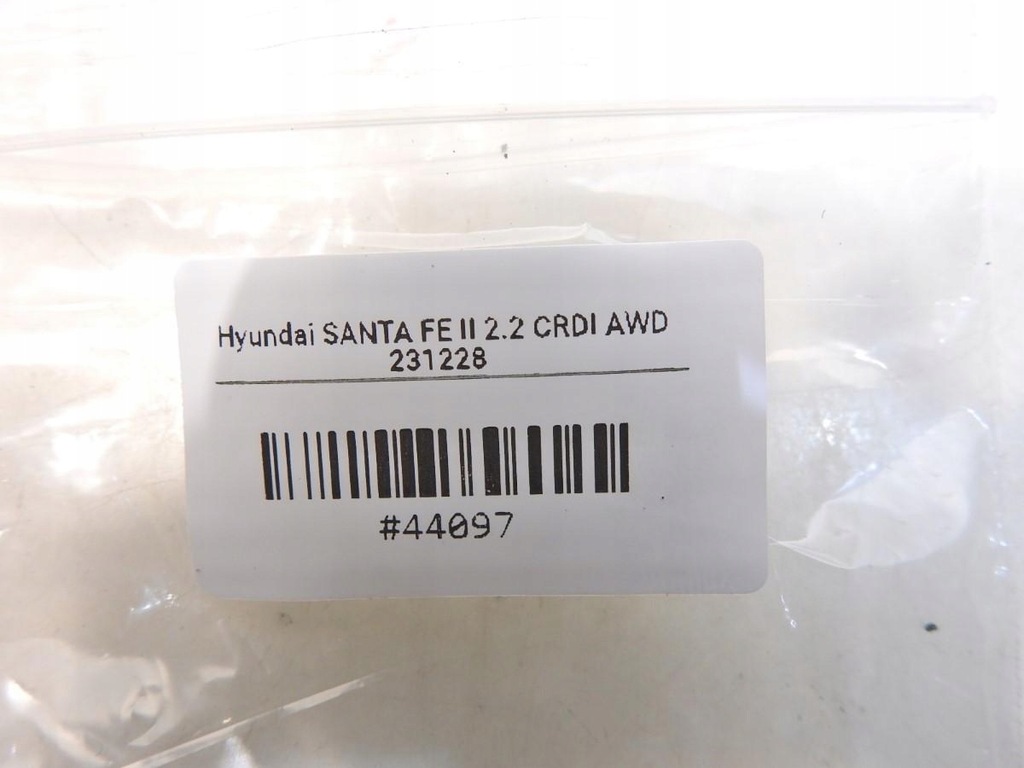 Hyundai SANTA FE II 2.2 CRDI AWD
231228
#44097